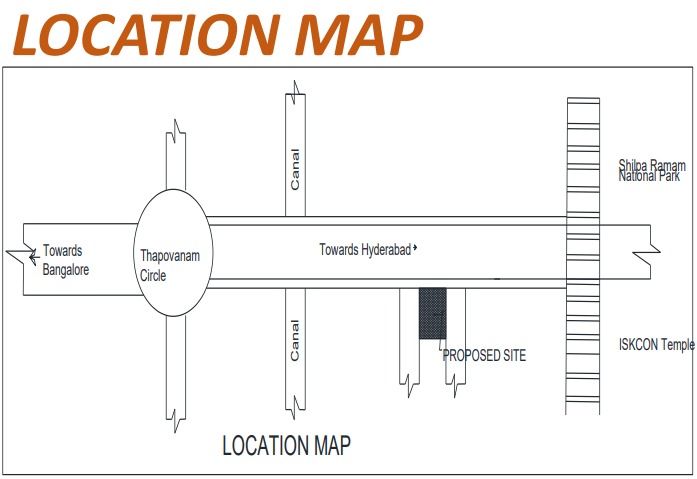 LOCATION MAP
Canal
Shilpa Ramam
National Park
Towards
Bangalore
Thapovanam
Circle
Towards Hyderabad
Canal
PROPOSED SITE
ISKCON Temple
LOCATION MAP